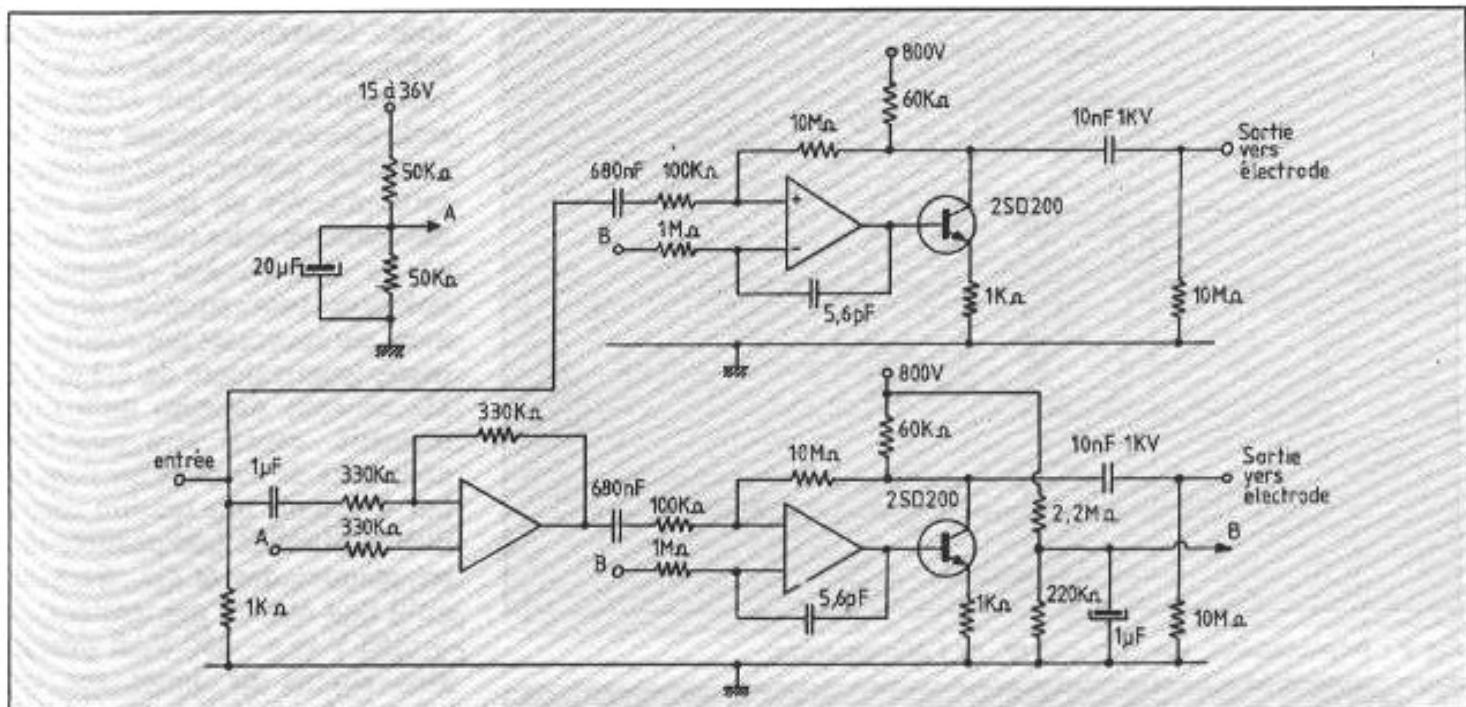 15 à 36V
50KΩ
A
20µF
50KΩ
800V
60KΩ
10MΩ
10nF 1KV
Sortie
vers
électrode
680nF
100KΩ
+
2SD200
B
1MΩ
-
5,6pF
1KΩ
10MΩ
800V
330KΩ
60KΩ
10MΩ
10nF 1KV
Sortie
vers
électrode
entrée
1µF
330KΩ
680nF
100KΩ
2SD200
2,2MΩ
A
330KΩ
B
1MΩ
-
B
1KΩ
5,6pF
1KΩ
220KΩ
1µF
10MΩ